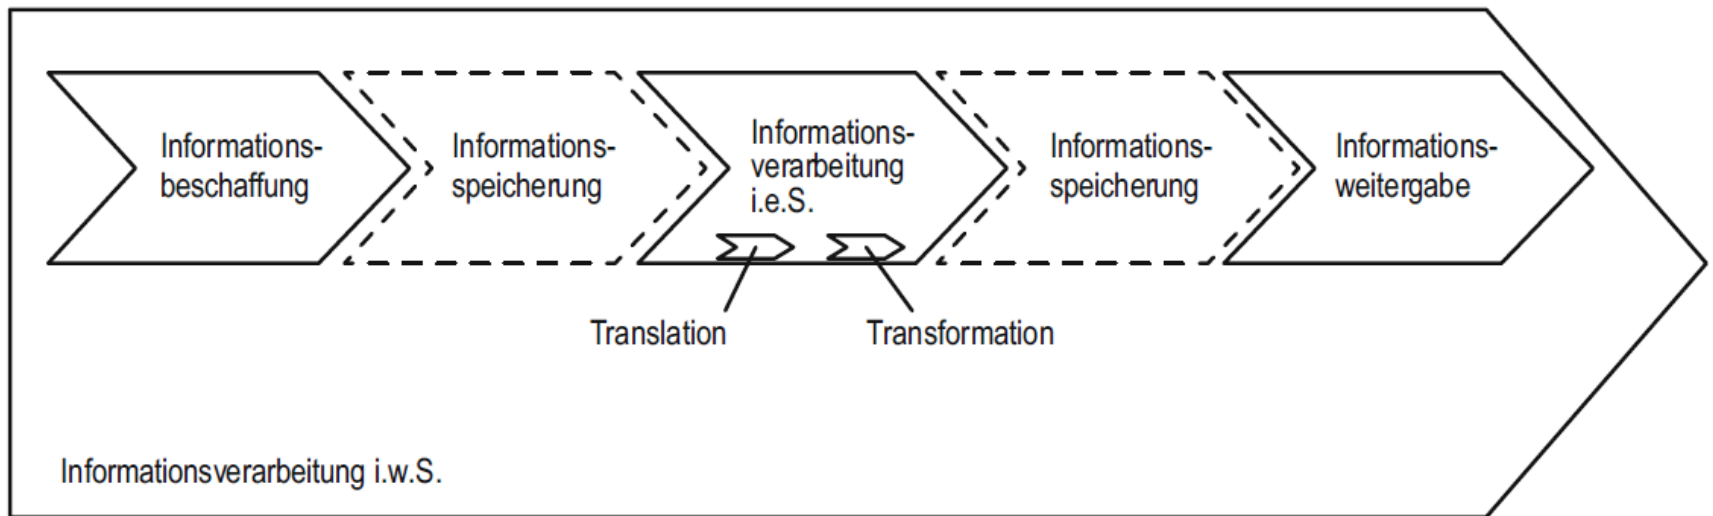 Informations-
beschaffung
Informations-
speicherung
Informations-
verarbeitung
i.e.S.
Informations-
speicherung
Informations-
weitergabe
Translation
Transformation
Informationsverarbeitung i.w.S.